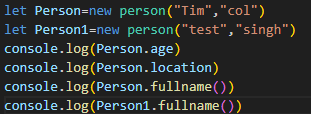 let Person=new person("Tim","col")
let Person1=new person("test","singh")
console.log(Person.age)
console.log(Person.location)
console.log(Person.fullname())
console.log(Person1.fullname())